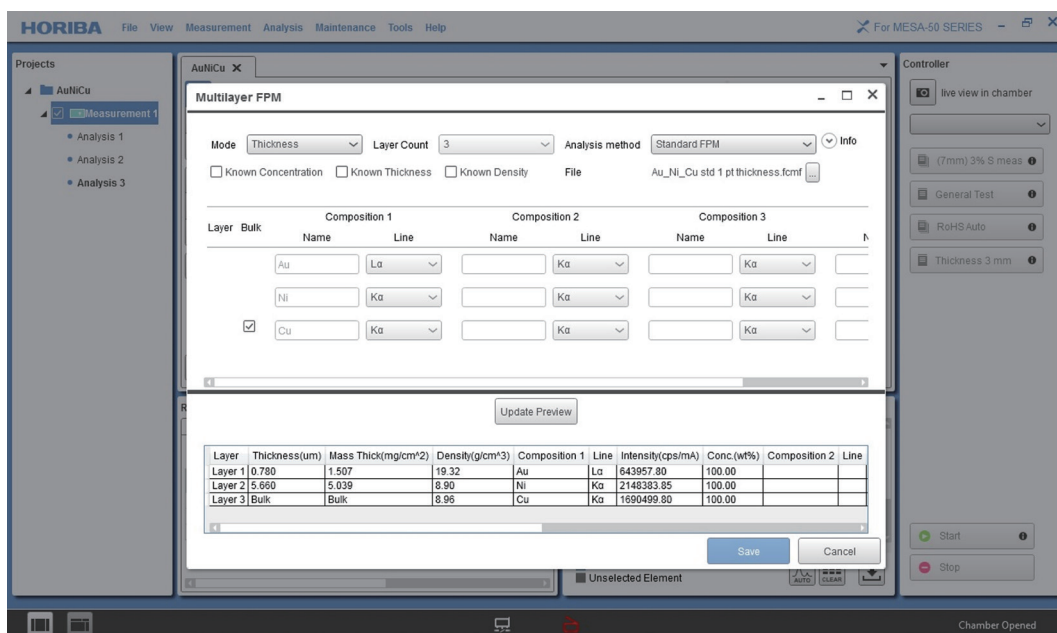 HORIBA File View Measurement Analysis Maintenance Tools Help For MESA-50 SERIES
Projects
AuNiCu
Measurement 1
Analysis 1
Analysis 2
Analysis 3
AuNiCu
Multilayer FPM
Mode Thickness Layer Count 3 Analysis method Standard FPM Info
Known Concentration Known Thickness Known Density File Au_Ni_Cu std 1 pt thickness.fcmf ...
Composition 1 Composition 2 Composition 3
Layer Bulk Name Line Name Line Name Line
Au Lα Kα Kα
Ni Kα Kα Kα
Cu Kα Kα Kα
Update Preview
Layer Thickness(um) Mass Thick(mg/cm^2) Density(g/cm^3) Composition 1 Line Intensity(cps/mA) Conc.(wt%) Composition 2 Line
Layer 1 0.780 1.507 19.32 Au Lα 643957.80 100.00
Layer 2 5.660 5.039 8.90 Ni Kα 2148383.85 100.00
Layer 3 Bulk Bulk 8.96 Cu Kα 1690499.80 100.00
Save Cancel
Unselected Element AUTO CLEAR
Controller
live view in chamber
(7mm) 3% S meas
General Test
RoHS Auto
Thickness 3 mm
Start
Stop
Chamber Opened